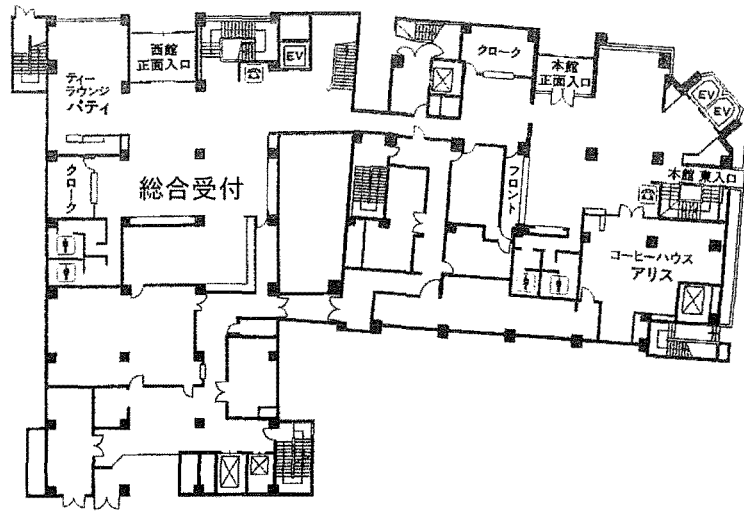 西館
正面入口
EV
ティー
ラウンジ
パティ
クローク
総合受付
クローク
本館
正面入口
EV
EV
本館 東入口
フロント
コーヒーハウス
アリス